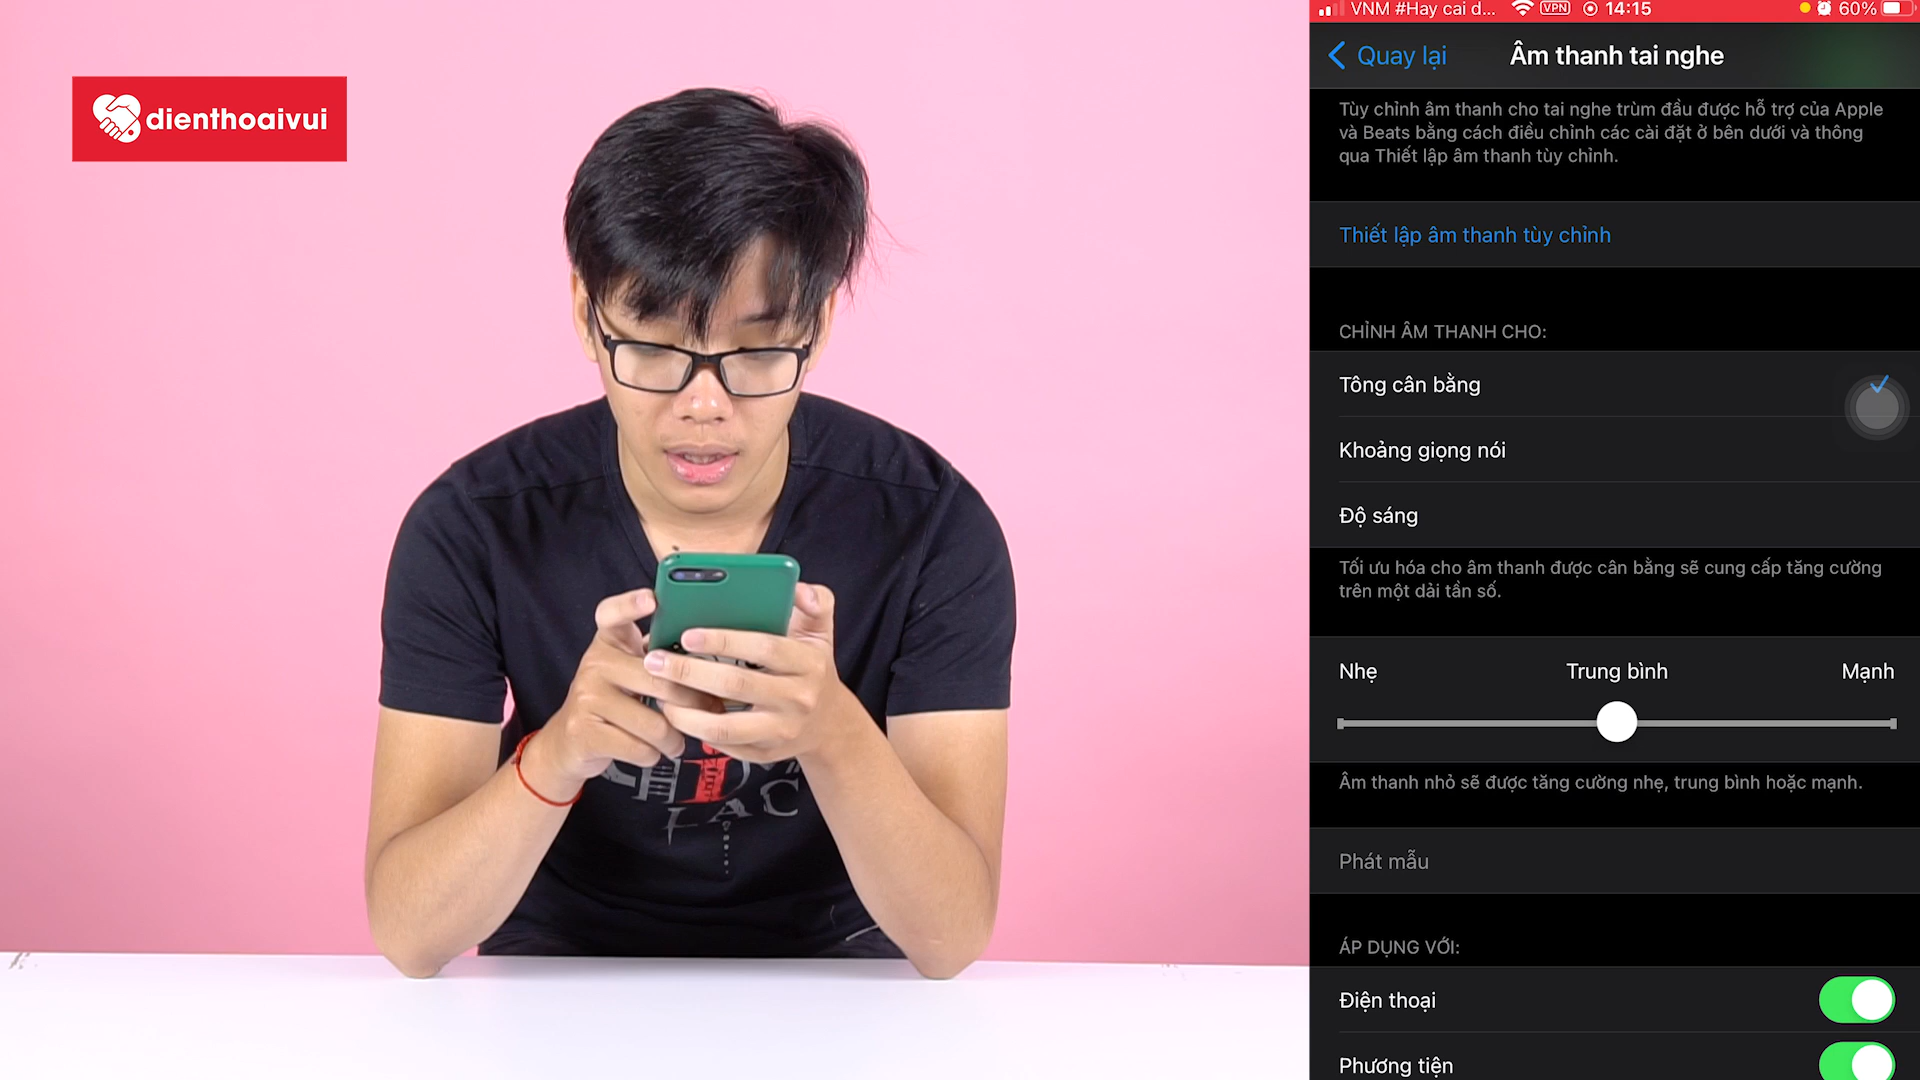 dienthoaivui
VNM #Hay cai d... VPN 14:15 60%
Quay lại Âm thanh tai nghe
Tùy chỉnh âm thanh cho tai nghe trùm đầu được hỗ trợ của Apple
và Beats bằng cách điều chỉnh các cài đặt ở bên dưới và thông
qua Thiết lập âm thanh tùy chỉnh.
Thiết lập âm thanh tùy chỉnh
CHỈNH ÂM THANH CHO:
Tông cân bằng
Khoảng giọng nói
Độ sáng
Tối ưu hóa cho âm thanh được cân bằng sẽ cung cấp tăng cường
trên một dải tần số.
Nhẹ Trung bình Mạnh
Âm thanh nhỏ sẽ được tăng cường nhẹ, trung bình hoặc mạnh.
Phát mẫu
ÁP DỤNG VỚI:
Điện thoại
Phương tiện
LAC